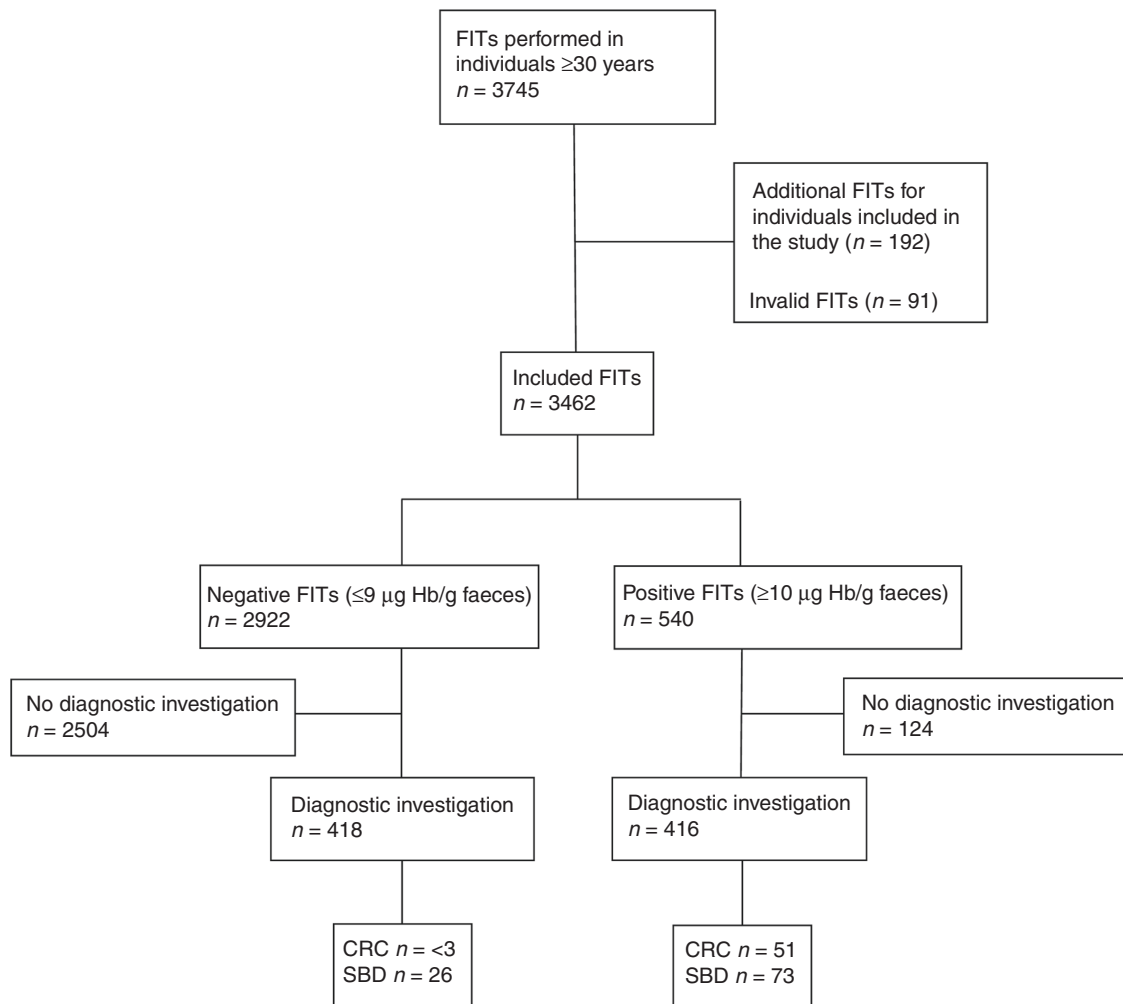 FITs performed in
individuals ≥30 years
n = 3745
Additional FITs for
individuals included in
the study (n = 192)
Invalid FITs (n = 91)
Included FITs
n = 3462
Negative FITs (≤9 μg Hb/g faeces)
n = 2922
Positive FITs (≥10 μg Hb/g faeces)
n = 540
No diagnostic investigation
n = 2504
No diagnostic investigation
n = 124
Diagnostic investigation
n = 418
Diagnostic investigation
n = 416
CRC n = <3
SBD n = 26
CRC n = 51
SBD n = 73